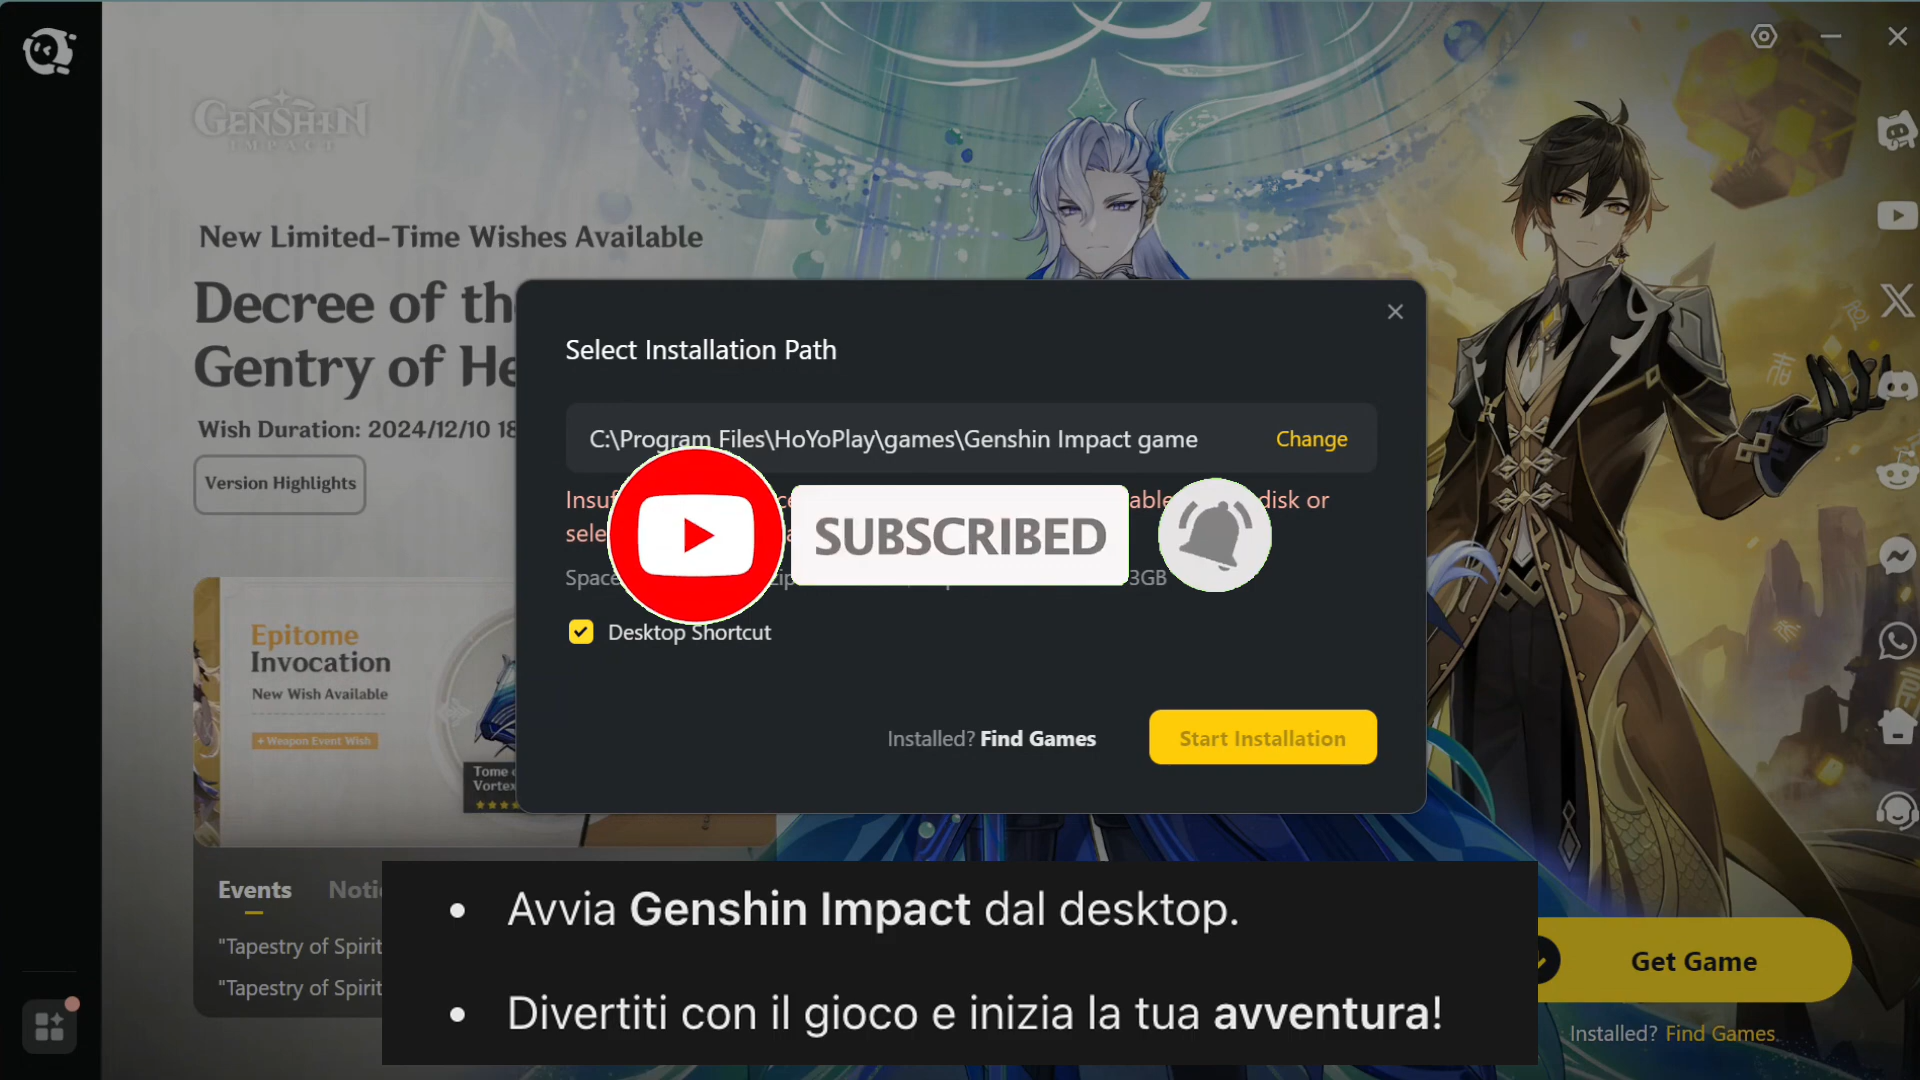 GENSHIN
IMPACT
New Limited-Time Wishes Available
Decree of th
Gentry of He
Wish Duration: 2024/12/10 18
Version Highlights
Epitome
Invocation
New Wish Available
+ Weapon Event Wish
Tome
Vortex
Events
"Tapestry of Spirit
"Tapestry of Spirit
Select Installation Path
C:\Program Files\HoYoPlay\games\Genshin Impact game
Change
disk or
SUBSCRIBED
Space
3GB
Desktop Shortcut
Installed? Find Games
Start Installation
• Avvia Genshin Impact dal desktop.
• Divertiti con il gioco e inizia la tua avventura!
Get Game
Installed? Find Games